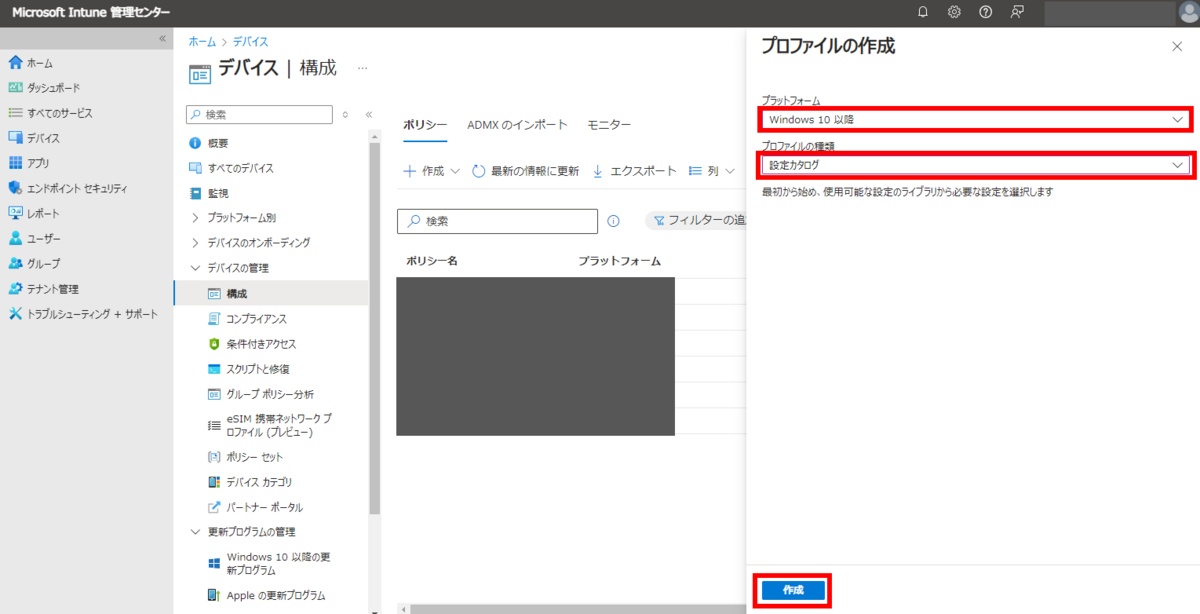 Microsoft Intune 管理センター
«
ホーム
ダッシュボード
すべてのサービス
デバイス
アプリ
エンドポイント セキュリティ
レポート
ユーザー
グループ
テナント管理
トラブルシューティング + サポート
ホーム > デバイス
デバイス | 構成 …
検索
«
概要
すべてのデバイス
監視
プラットフォーム別
デバイスのオンボーディング
デバイスの管理
構成
コンプライアンス
条件付きアクセス
スクリプトと修復
グループ ポリシー分析
eSIM 携帯ネットワーク プ
ロファイル (プレビュー)
ポリシー セット
デバイス カテゴリ
パートナー ポータル
更新プログラムの管理
Windows 10 以降の更
新プログラム
Apple の更新プログラム
ポリシー ADMX のインポート モニター
作成 最新の情報に更新 エクスポート 列
検索 フィルターの追
ポリシー名 プラットフォーム
プロファイルの作成
プラットフォーム
Windows 10 以降
プロファイルの種類
設定カタログ
最初から始め、使用可能な設定のライブラリから必要な設定を選択します
作成